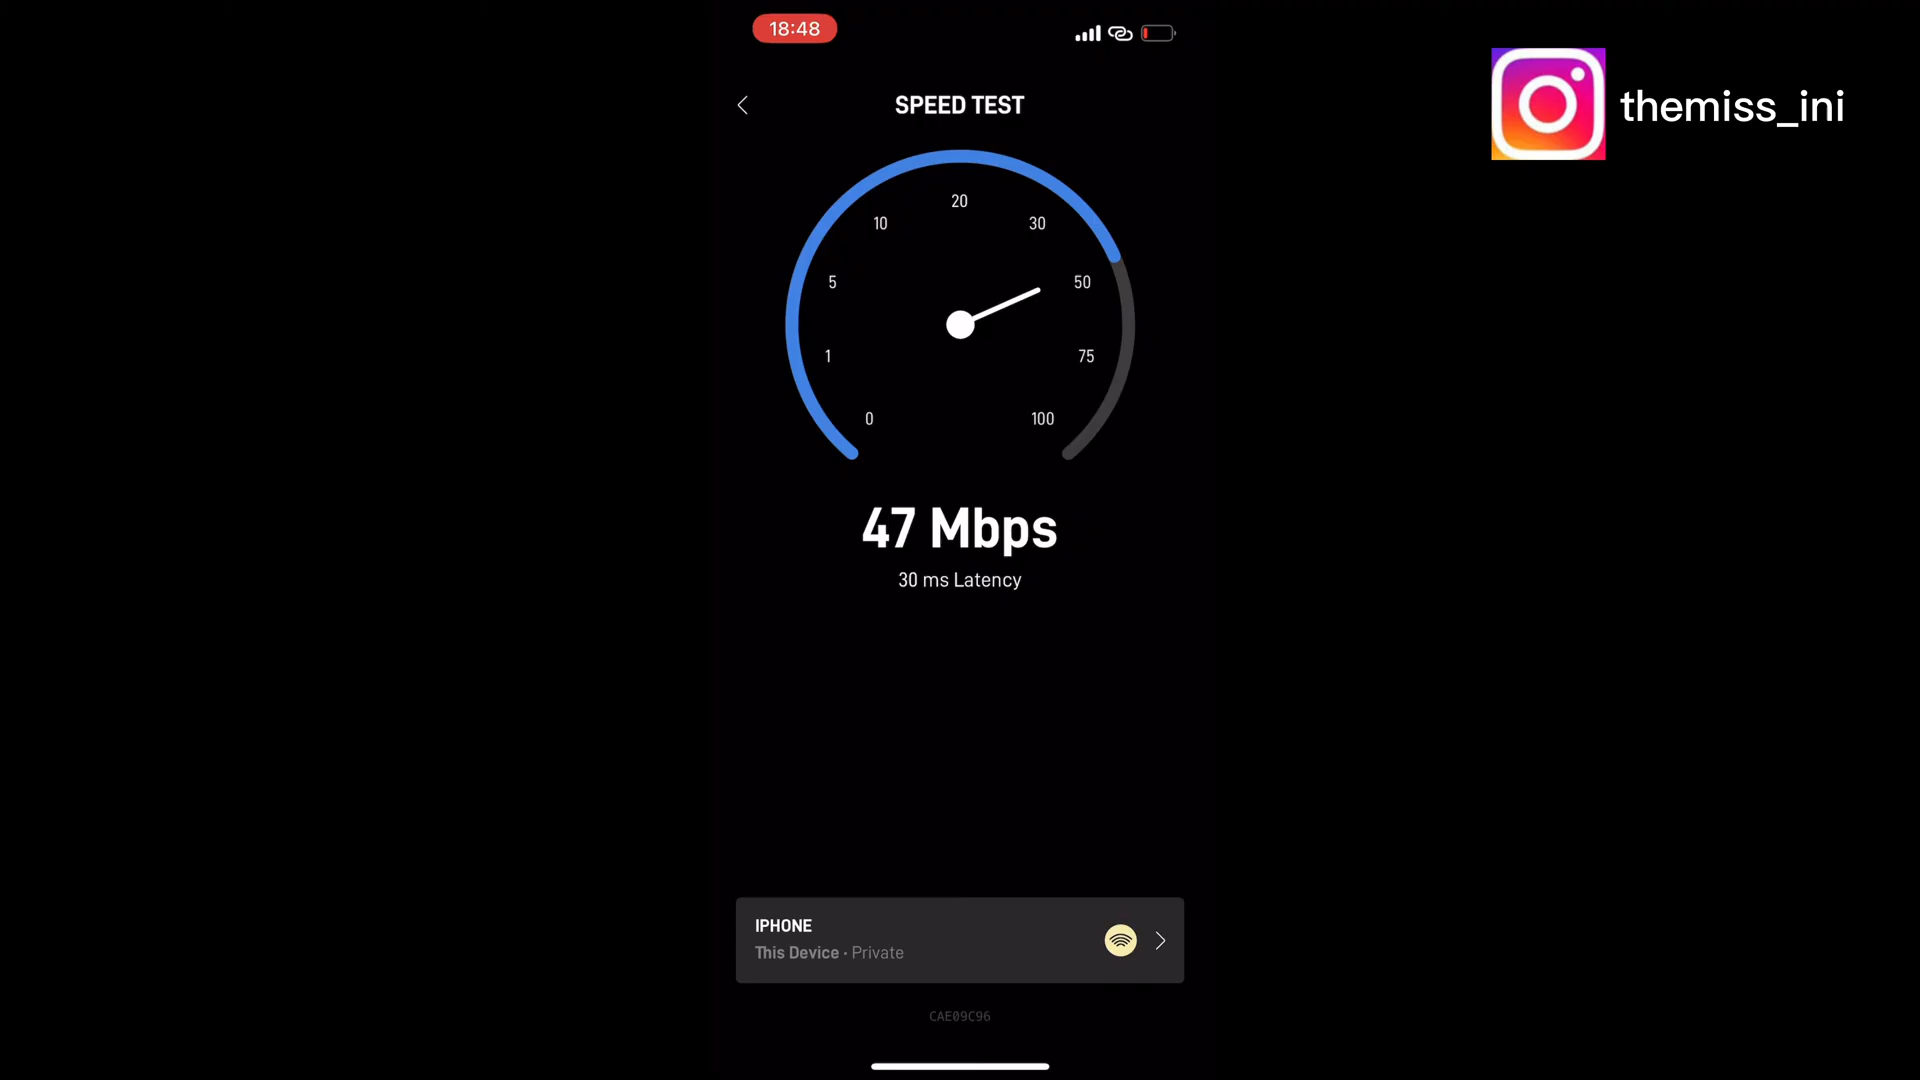 18:48
themiss_ini
SPEED TEST
20
10
30
5
50
1
75
0
100
47 Mbps
30 ms Latency
IPHONE
This Device · Private
CAE09C96